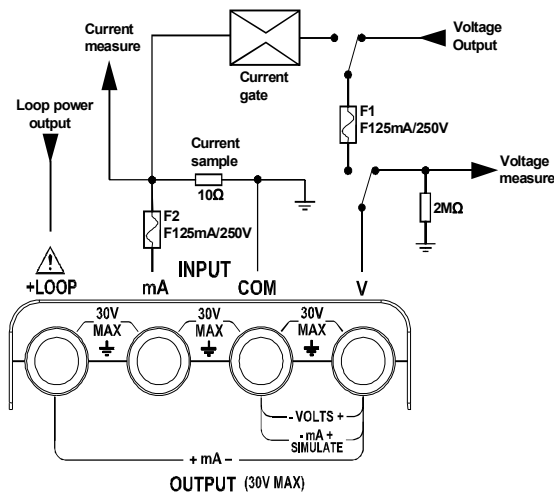 Current
measure
Voltage
Output
Current
gate
Loop power
output
F1
F125mA/250V
Current
sample
10Ω
Voltage
measure
2MΩ
F2
F125mA/250V
INPUT
+LOOP
mA
COM
V
30V
MAX
30V
MAX
30V
MAX
- VOLTS +
- mA +
SIMULATE
+ mA -
OUTPUT (30V MAX)